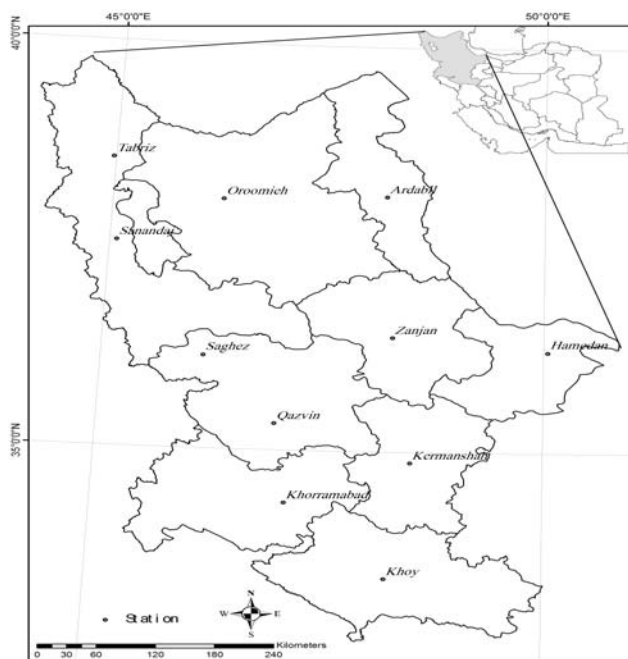 45°0'0"E 50°0'0"E
40°0'0"N
Tabriz
Oroomieh
Ardabil
Sanandaj
Zanjan
Saghez
Hamedan
Qazvin
35°0'0"N
Kermanshah
Khorramabad
Khoy
N
W E
S
Station
Kilometers
0 15 30 60 120 180 240